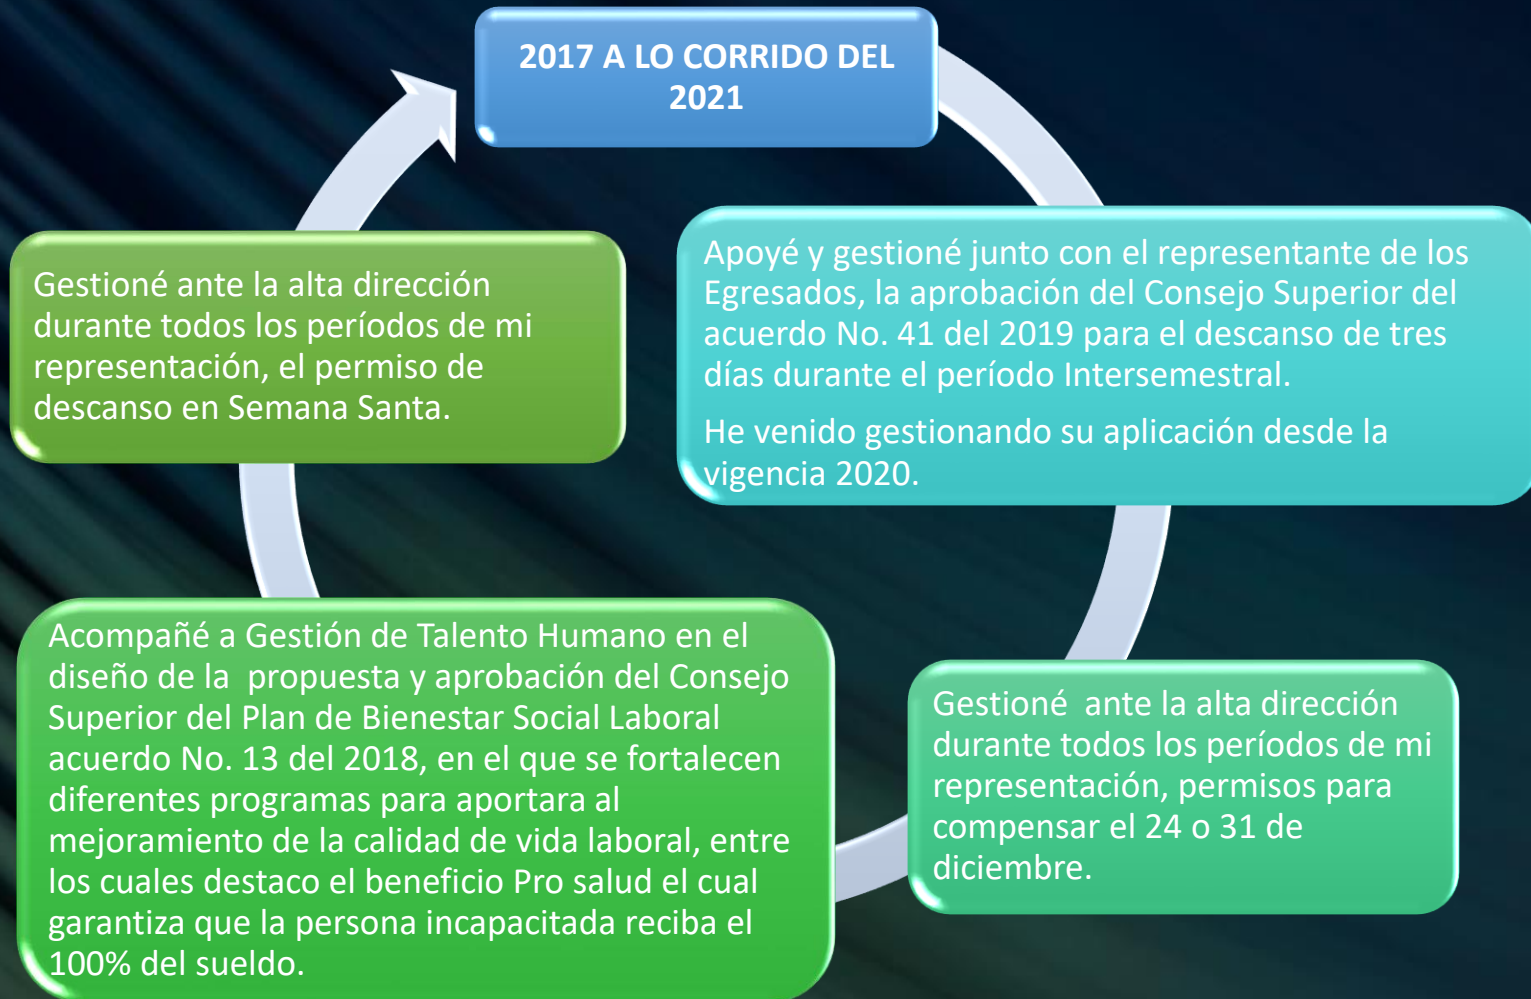 2017 A LO CORRIDO DEL
2021
Apoyé y gestioné junto con el representante de los
Egresados, la aprobación del Consejo Superior del
acuerdo No. 41 del 2019 para el descanso de tres
días durante el período Intersemestral.
He venido gestionando su aplicación desde la
vigencia 2020.
Gestioné  ante la alta dirección
durante todos los períodos de mi
representación, permisos para
compensar el 24 o 31 de
diciembre.
Acompañé a Gestión de Talento Humano en el
diseño de la  propuesta y aprobación del Consejo
Superior del Plan de Bienestar Social Laboral
acuerdo No. 13 del 2018, en el que se fortalecen
diferentes programas para aportara al
mejoramiento de la calidad de vida laboral, entre
los cuales destaco el beneficio Pro salud el cual
garantiza que la persona incapacitada reciba el
100% del sueldo.
Gestioné ante la alta dirección
durante todos los períodos de mi
representación, el permiso de
descanso en Semana Santa.